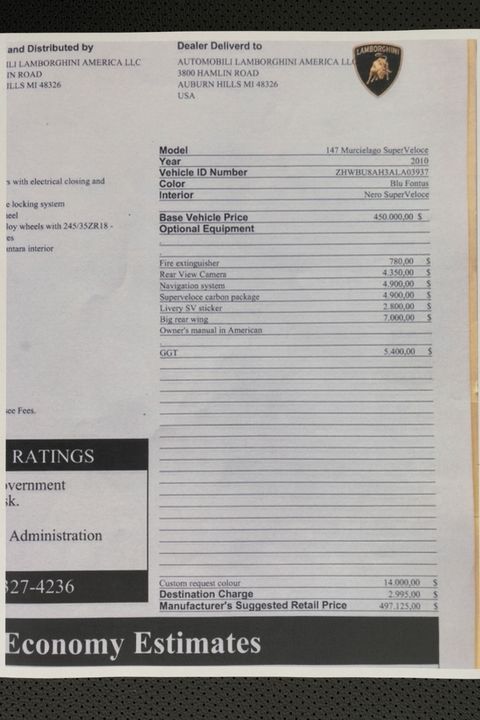 and Distributed by
ILI LAMBORGHINI AMERICA LLC
IN ROAD
ILLS MI 48326
Dealer Deliverd to
AUTOMOBILI LAMBORGHINI AMERICA LLC
3800 HAMLIN ROAD
AUBURN HILLS MI 48326
USA
LAMBORGHINI
s with electrical closing and
e locking system
eel
loy wheels with 245/35ZR18 -
es
ntara interior
see Fees.
RATINGS
overnment
sk.
Administration
327-4236
Model 147 Murcielago SuperVeloce
Year 2010
Vehicle ID Number ZHWBU8AH3ALA03937
Color Blu Fontus
Interior Nero SuperVeloce
Base Vehicle Price 450.000,00 $
Optional Equipment
Fire extinguisher 780,00 $
Rear View Camera 4.350,00 $
Navigation system 4.900,00 $
Superveloce carbon package 4.900,00 $
Livery SV sticker 2.800,00 $
Big rear wing 7.000,00 $
Owner's manual in American
GGT 5.400,00 $
Custom request colour 14.000,00 $
Destination Charge 2.995,00 $
Manufacturer's Suggested Retail Price 497.125,00 $
Economy Estimates